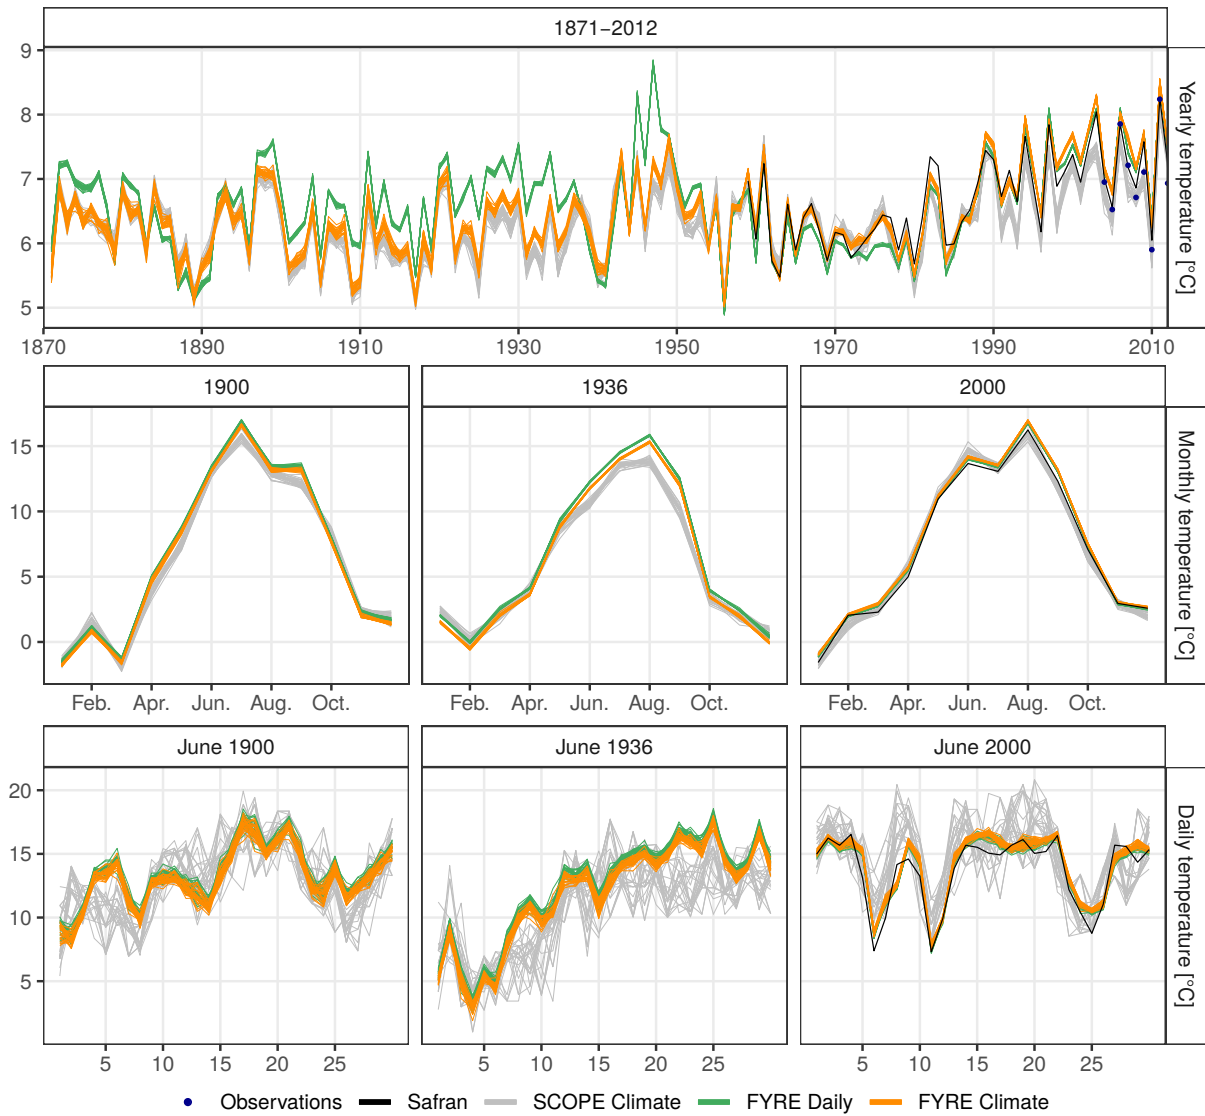 1871−2012
9
8
7
6
5
Yearly temperature [°C]
1870 1890 1910 1930 1950 1970 1990 2010
1900 1936 2000
15
10
5
0
Monthly temperature [°C]
Feb. Apr. Jun. Aug. Oct. Feb. Apr. Jun. Aug. Oct. Feb. Apr. Jun. Aug. Oct.
June 1900 June 1936 June 2000
20
15
10
5
Daily temperature [°C]
5 10 15 20 25 5 10 15 20 25 5 10 15 20 25
Observations Safran SCOPE Climate FYRE Daily FYRE Climate